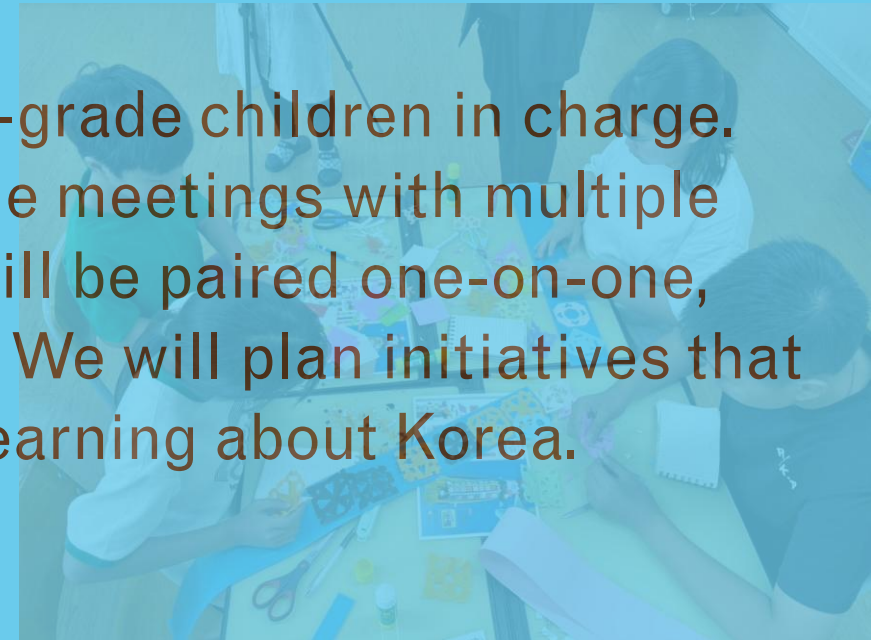 -grade children in charge.
e meetings with multiple
ill be paired one-on-one,
We will plan initiatives that
earning about Korea.